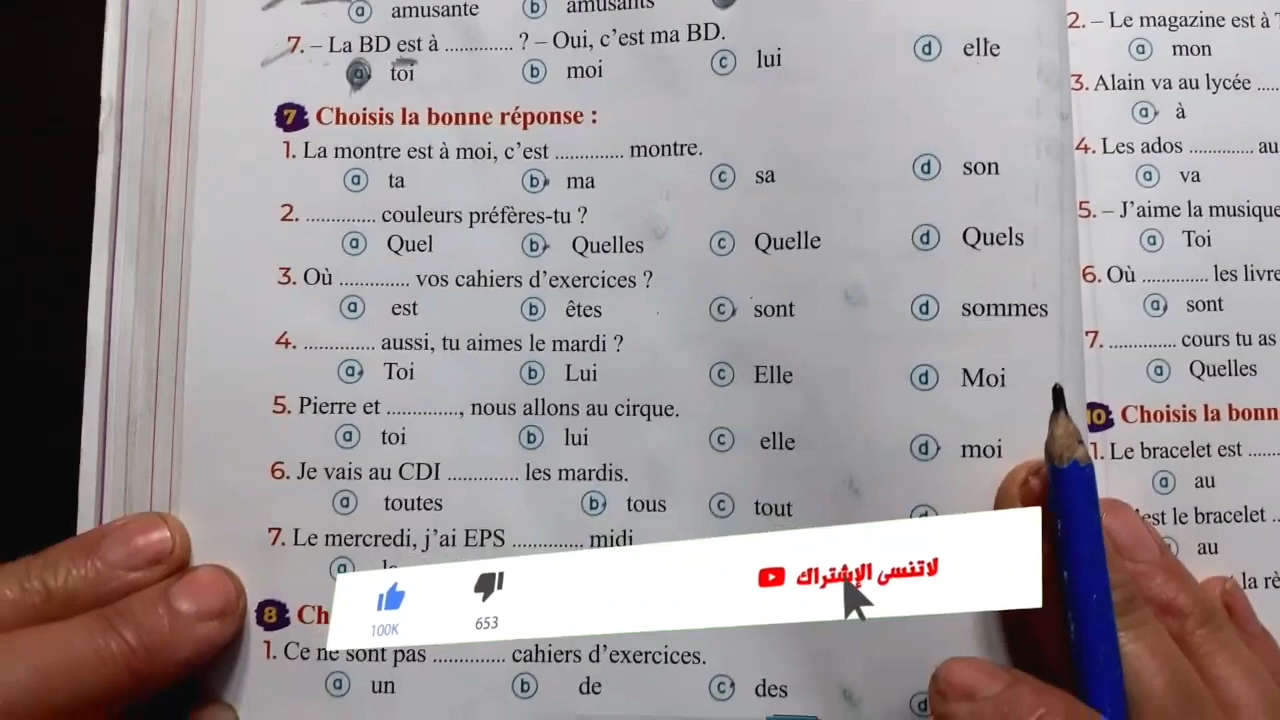 ⓐ amusante ⓑ amusants
7. – La BD est à ............. ? – Oui, c’est ma BD.
ⓐ toi ⓑ moi ⓒ lui ⓓ elle
7 Choisis la bonne réponse :
1. La montre est à moi, c’est ............. montre.
ⓐ ta ⓑ ma ⓒ sa ⓓ son
2. ............. couleurs préfères-tu ?
ⓐ Quel ⓑ Quelles ⓒ Quelle ⓓ Quels
3. Où ............. vos cahiers d’exercices ?
ⓐ est ⓑ êtes ⓒ sont ⓓ sommes
4. ............. aussi, tu aimes le mardi ?
ⓐ Toi ⓑ Lui ⓒ Elle ⓓ Moi
5. Pierre et ............., nous allons au cirque.
ⓐ toi ⓑ lui ⓒ elle ⓓ moi
6. Je vais au CDI ............. les mardis.
ⓐ toutes ⓑ tous ⓒ tout
7. Le mercredi, j’ai EPS ............. midi
8 Ch
1. Ce ne sont pas ............. cahiers d’exercices.
ⓐ un ⓑ de ⓒ des ⓓ
100K
653
لاتنسى الإشتراك
2. – Le magazine est à
ⓐ mon
3. Alain va au lycée .....
ⓐ à
4. Les ados ............. au
ⓐ va
5. – J’aime la musique
ⓐ Toi
6. Où ............. les livre
ⓐ sont
7. ............. cours tu as
ⓐ Quelles
10 Choisis la bonn
1. Le bracelet est ......
ⓐ au
est le bracelet ..
au
la rè